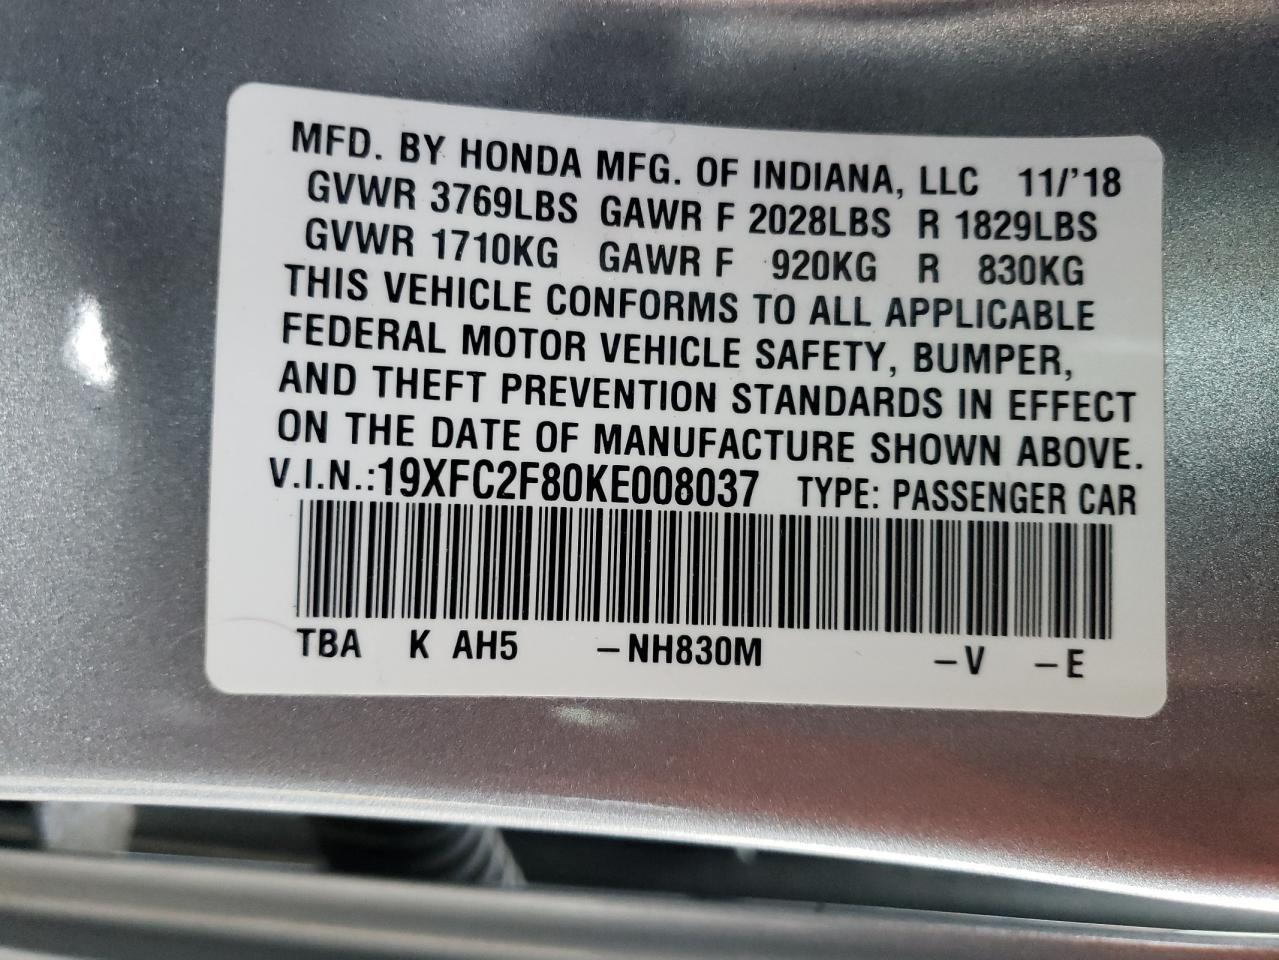 MFD. BY HONDA MFG. OF INDIANA, LLC 11/'18
GVWR 3769LBS GAWR F 2028LBS R 1829LBS
GVWR 1710KG GAWR F 920KG R 830KG
THIS VEHICLE CONFORMS TO ALL APPLICABLE
FEDERAL MOTOR VEHICLE SAFETY, BUMPER,
AND THEFT PREVENTION STANDARDS IN EFFECT
ON THE DATE OF MANUFACTURE SHOWN ABOVE.
V.I.N.:19XFC2F80KE008037 TYPE: PASSENGER CAR
TBA K AH5 –NH830M –V –E